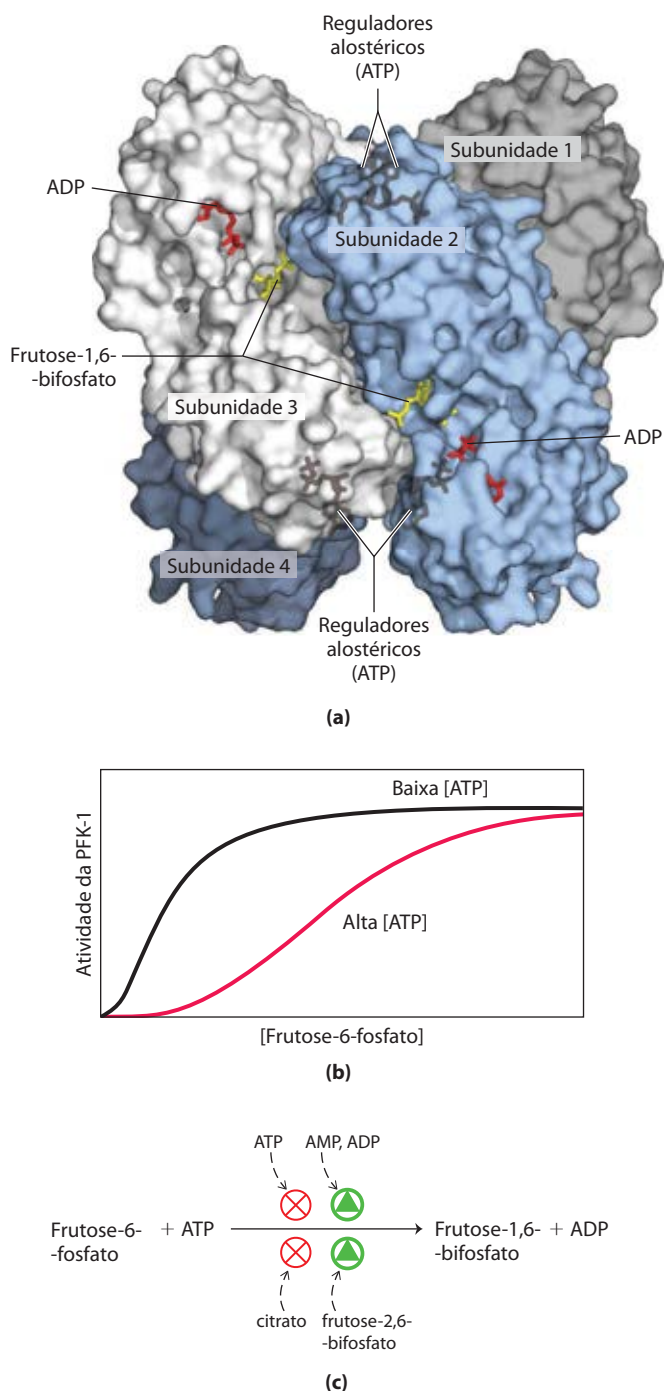 Reguladores
alostéricos
(ATP)
Subunidade 1
ADP
Subunidade 2
Frutose-1,6-
-bifosfato
Subunidade 3
ADP
Subunidade 4
Reguladores
alostéricos
(ATP)
(a)
Atividade da PFK-1
Baixa [ATP]
Alta [ATP]
[Frutose-6-fosfato]
(b)
ATP AMP, ADP
Frutose-6-
-fosfato + ATP
Frutose-1,6-
-bifosfato + ADP
citrato frutose-2,6-
-bifosfato
(c)